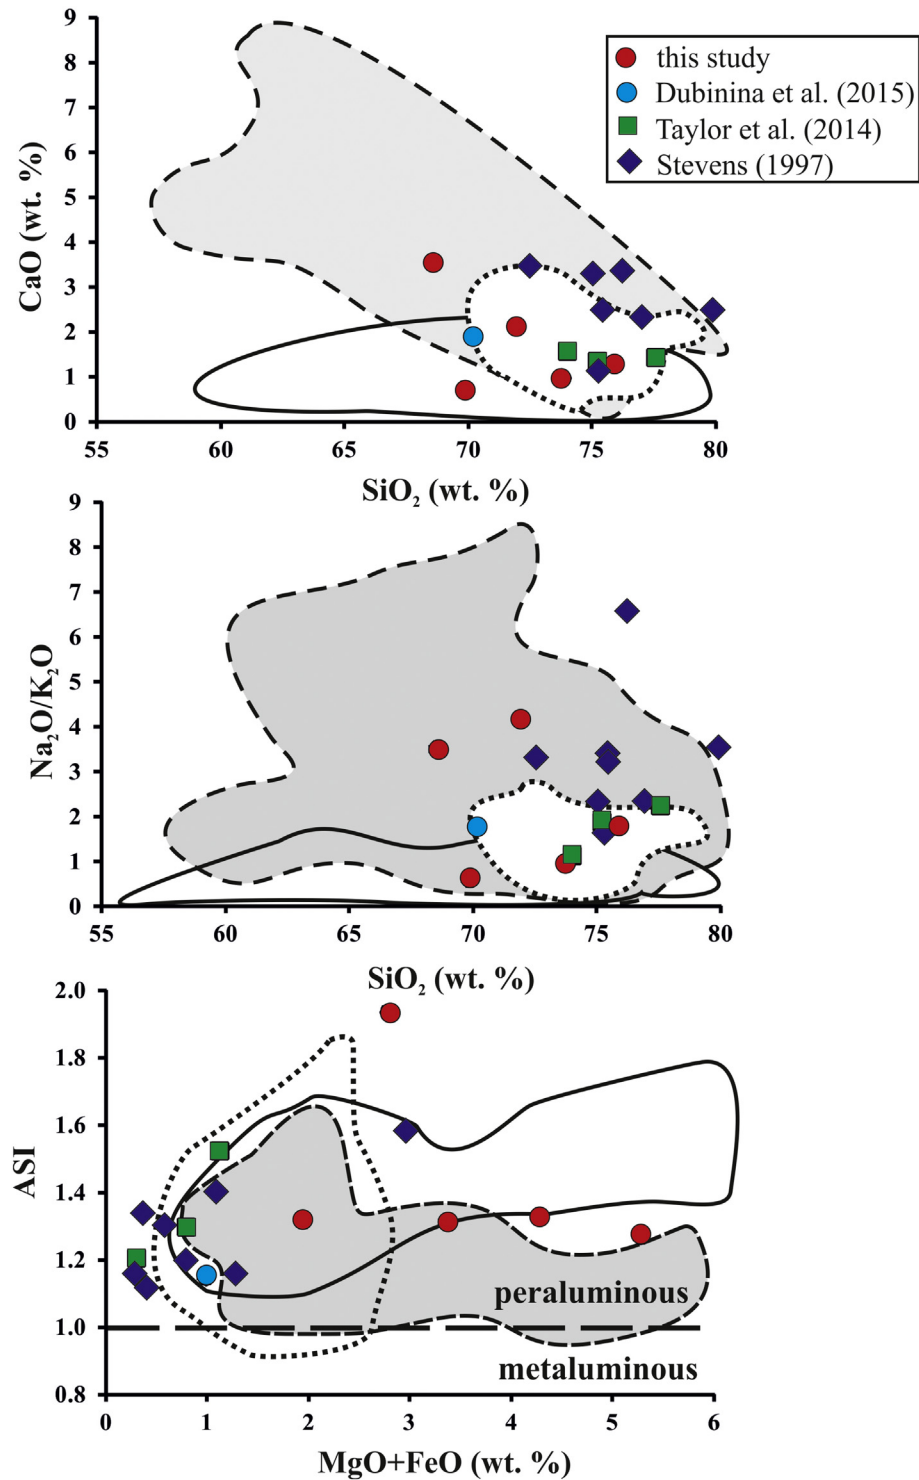 9
8
7
6
5
4
3
2
1
0
CaO (wt. %)
this study
Dubinina et al. (2015)
Taylor et al. (2014)
Stevens (1997)
55 60 65 70 75 80
SiO₂ (wt. %)
9
8
7
6
5
4
3
2
1
0
Na₂O/K₂O
55 60 65 70 75 80
SiO₂ (wt. %)
2.0
1.8
1.6
1.4
1.2
1.0
0.8
ASI
peraluminous
metaluminous
0 1 2 3 4 5 6
MgO+FeO (wt. %)